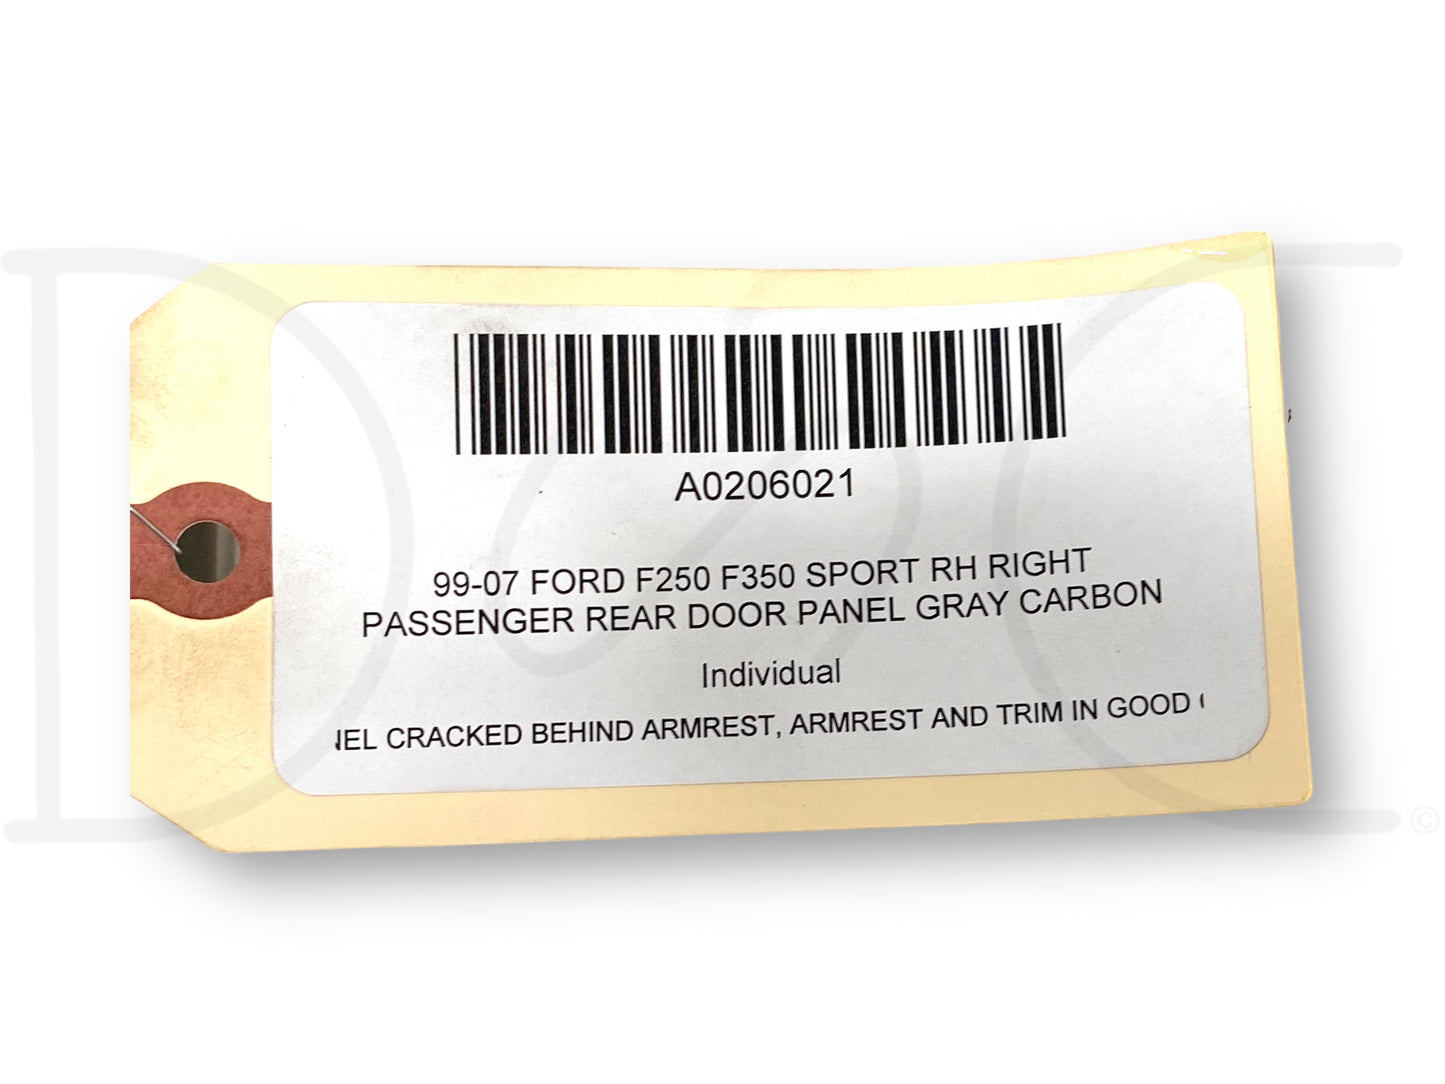 A0206021
99-07 FORD F250 F350 SPORT RH RIGHT
PASSENGER REAR DOOR PANEL GRAY CARBON
Individual
CRACKED BEHIND ARMREST, ARMREST AND TRIM IN GOOD
©